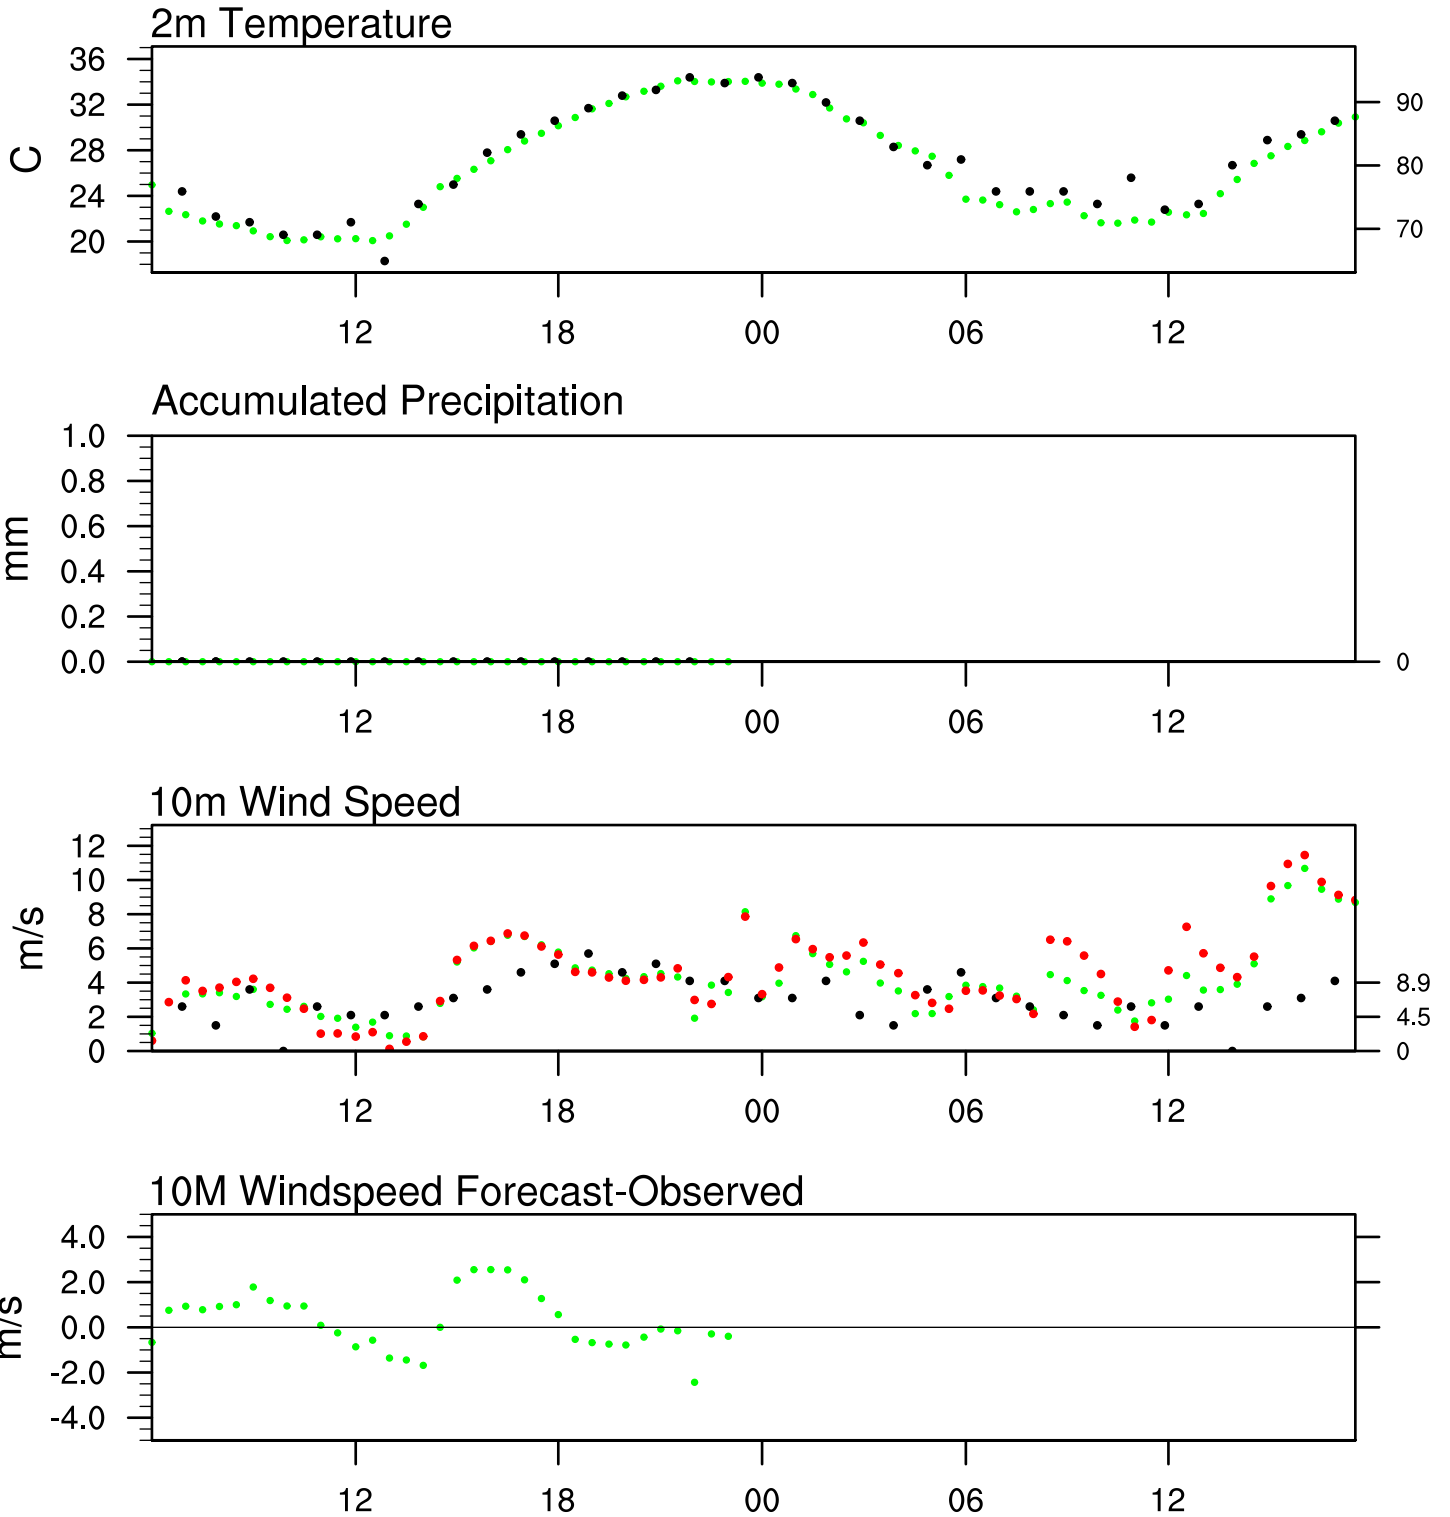 2m Temperature
36
32
28
24
20
C
90
80
70
12 18 00 06 12
Accumulated Precipitation
1.0
0.8
0.6
0.4
0.2
0.0
mm
0
12 18 00 06 12
10m Wind Speed
12
10
8
6
4
2
0
m/s
8.9
4.5
0
12 18 00 06 12
10M Windspeed Forecast-Observed
4.0
2.0
0.0
-2.0
-4.0
m/s
12 18 00 06 12